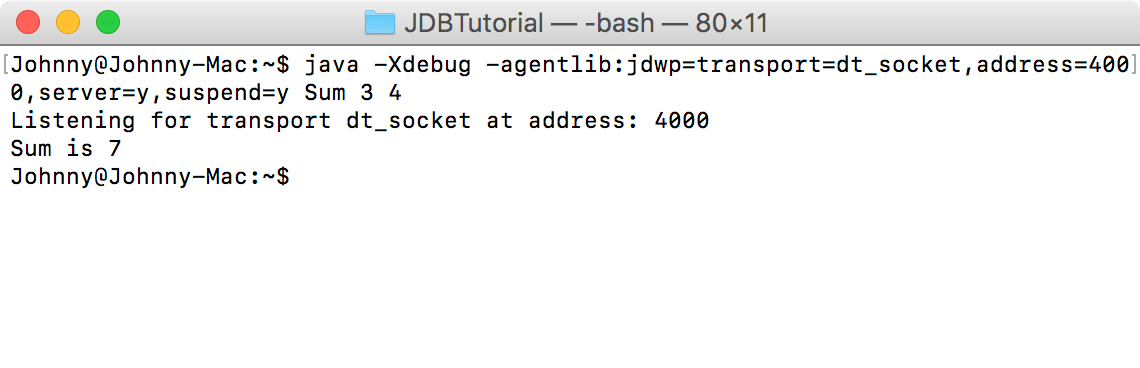 JDBTutorial — -bash — 80×11
[Johnny@Johnny-Mac:~$ java -Xdebug -agentlib:jdwp=transport=dt_socket,address=400]
0,server=y,suspend=y Sum 3 4
Listening for transport dt_socket at address: 4000
Sum is 7
Johnny@Johnny-Mac:~$